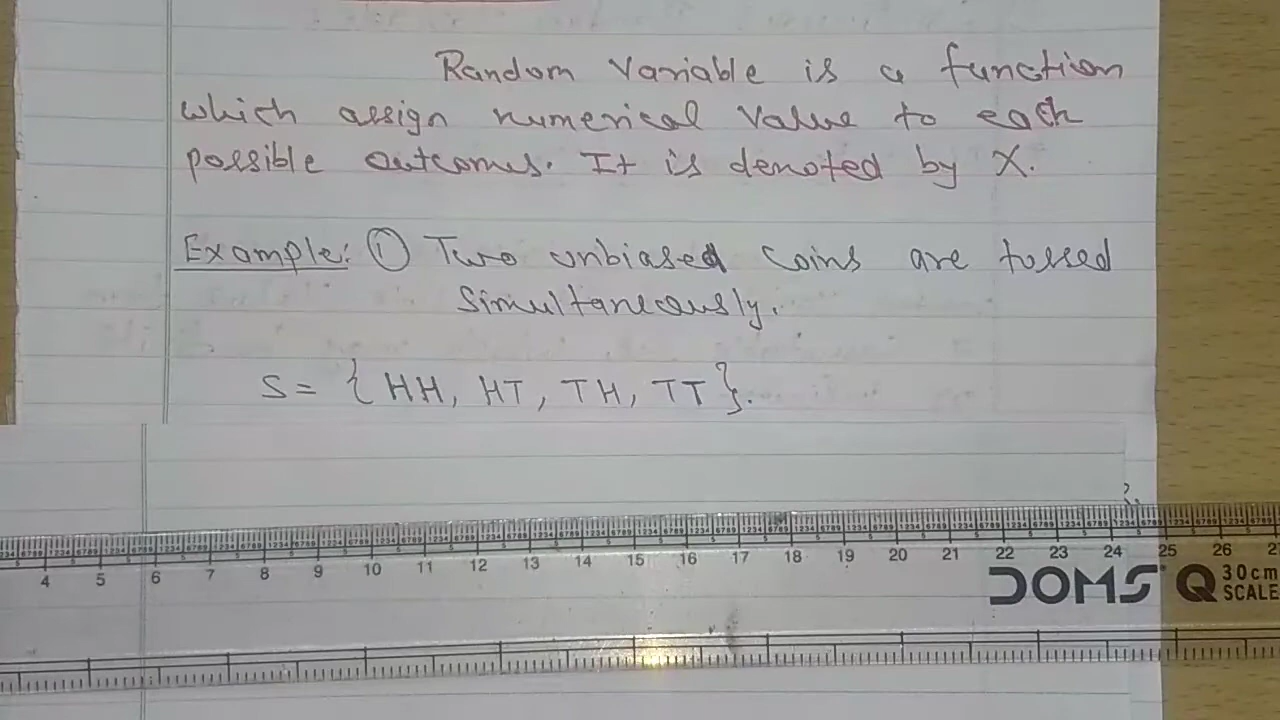 Random Variable is a function
which assign numerical value to each
possible outcomes. It is denoted by X.
Example: ① Two unbiased coins are tossed
simultaneously.
S = { HH, HT, TH, TT }.
4 5 6 7 8 9 10 11 12 13 14 15 16 17 18 19 20 21 22 23 24 25 26
DOMS Q 30cm
SCALE